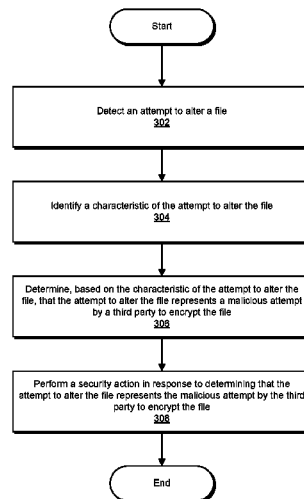 Start
Detect an attempt to alter a file
302
Identify a characteristic of the attempt to alter the file
304
Determine, based on the characteristic of the attempt to alter the
file, that the attempt to alter the file represents a malicious attempt
by a third party to encrypt the file
306
Perform a security action in response to determining that the
attempt to alter the file represents the malicious attempt by the third
party to encrypt the file
308
End